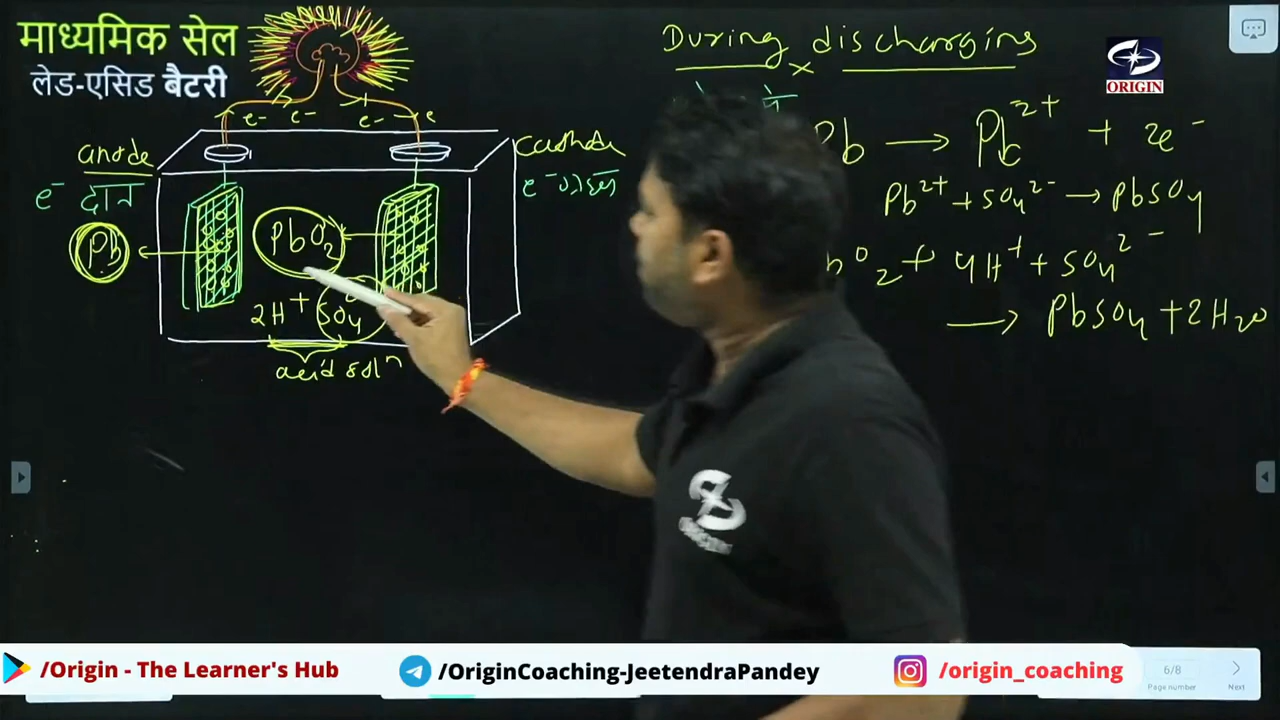 माध्यमिक सेल
लेड-एसिड बैटरी
During discharging
ORIGIN
e- e- e- e
anode
cathode
e- दान
Pb
PbO2
2H+ SO4
acid solⁿ
Pb → Pb2+ + 2e-
Pb2+ + SO42- → PbSO4
O2 + 4H+ + SO42-
→ PbSO4 + 2H2O
/Origin - The Learner's Hub
/OriginCoaching-JeetendraPandey
/origin_coaching
6/8
Page number
Next